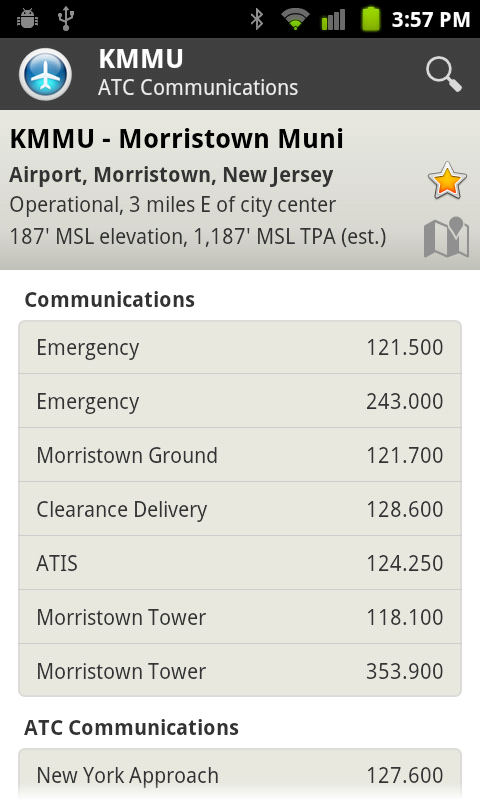 3:57 PM
KMMU
ATC Communications
KMMU - Morristown Muni
Airport, Morristown, New Jersey
Operational, 3 miles E of city center
187' MSL elevation, 1,187' MSL TPA (est.)
Communications
Emergency 121.500
Emergency 243.000
Morristown Ground 121.700
Clearance Delivery 128.600
ATIS 124.250
Morristown Tower 118.100
Morristown Tower 353.900
ATC Communications
New York Approach 127.600